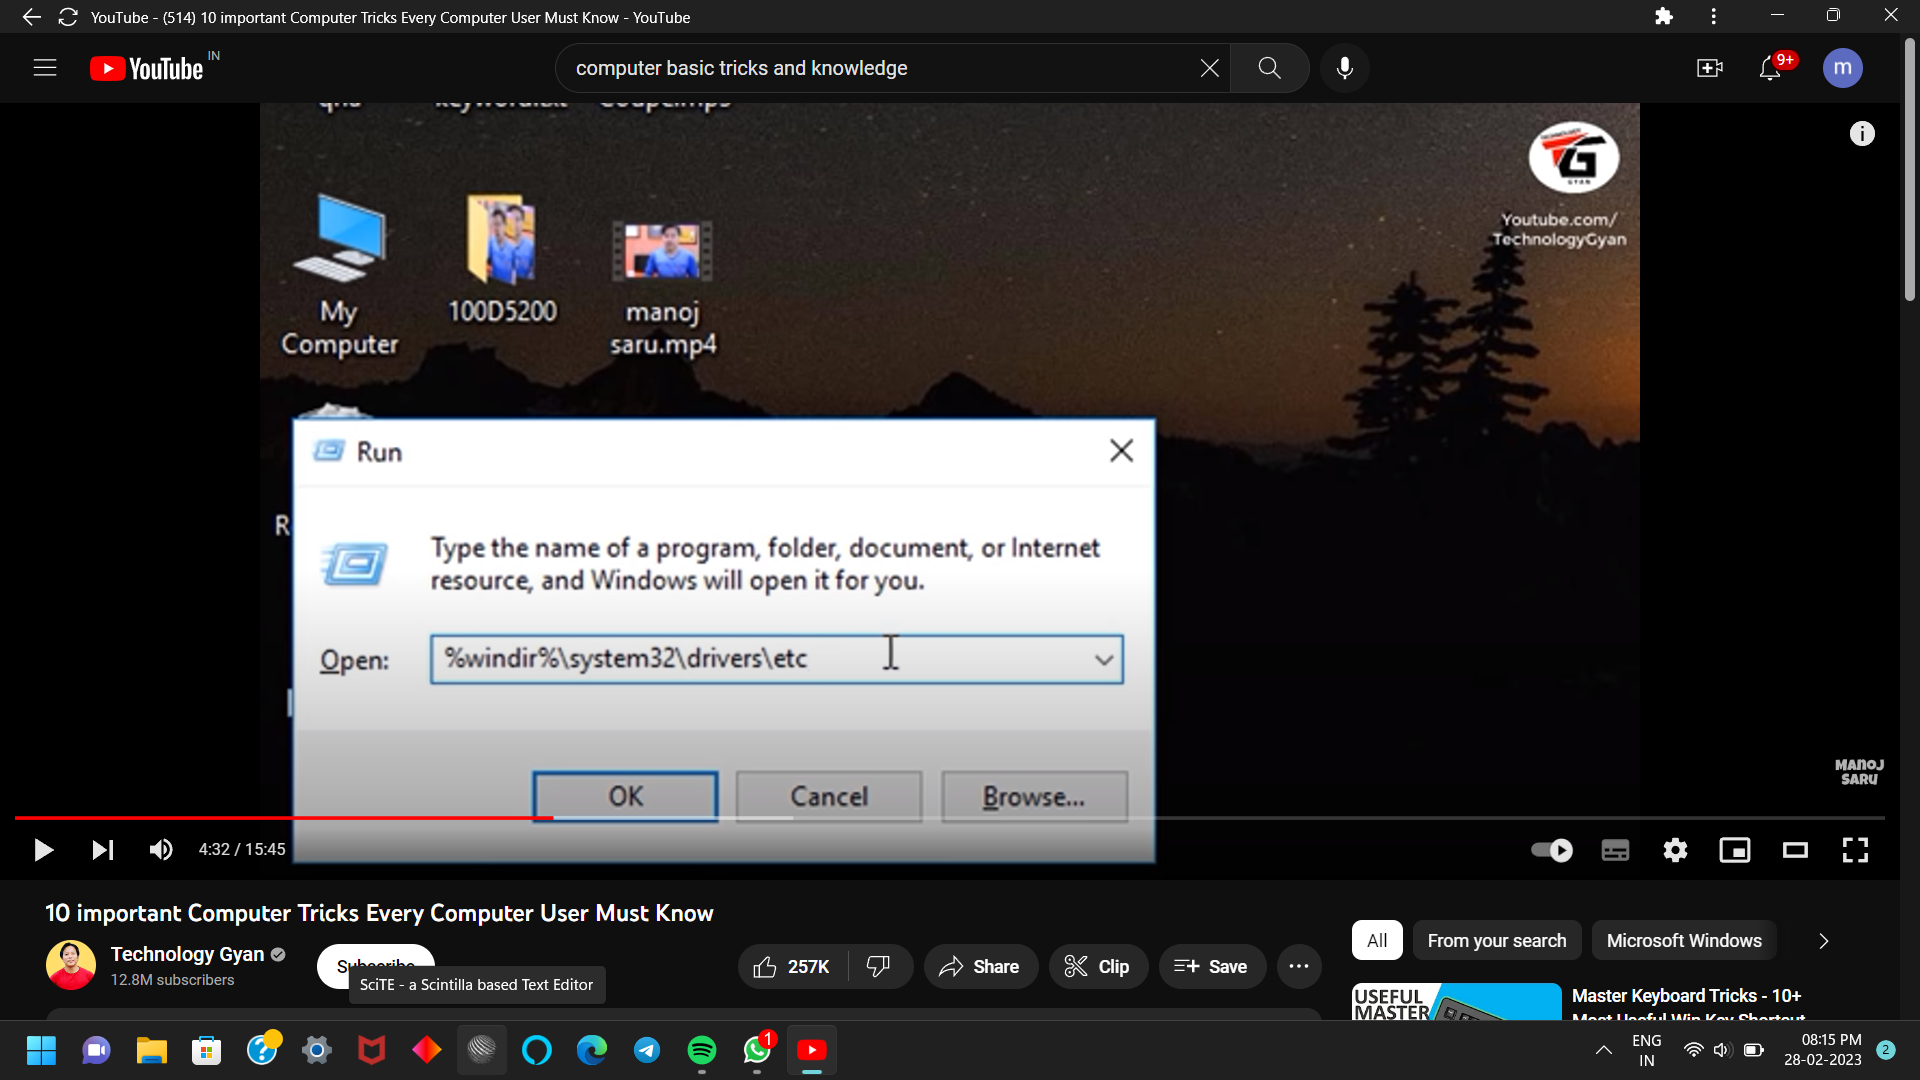 YouTube - (514) 10 important Computer Tricks Every Computer User Must Know - YouTube
YouTube IN
computer basic tricks and knowledge
9+
m
TECHNOLOGY
TG
GYAN
Youtube.com/
TechnologyGyan
My
Computer
100D5200
manoj
saru.mp4
Run
R
Type the name of a program, folder, document, or Internet
resource, and Windows will open it for you.
Open: %windir%\system32\drivers\etc
OK Cancel Browse...
MANOJ
SARU
4:32 / 15:45
10 important Computer Tricks Every Computer User Must Know
Technology Gyan
12.8M subscribers
Subscribe
SciTE - a Scintilla based Text Editor
257K
Share
Clip
Save
All
From your search
Microsoft Windows
USEFUL
MASTER
Master Keyboard Tricks - 10+
Most Useful Win Key Shortcut
1
ENG
IN
08:15 PM
28-02-2023
2